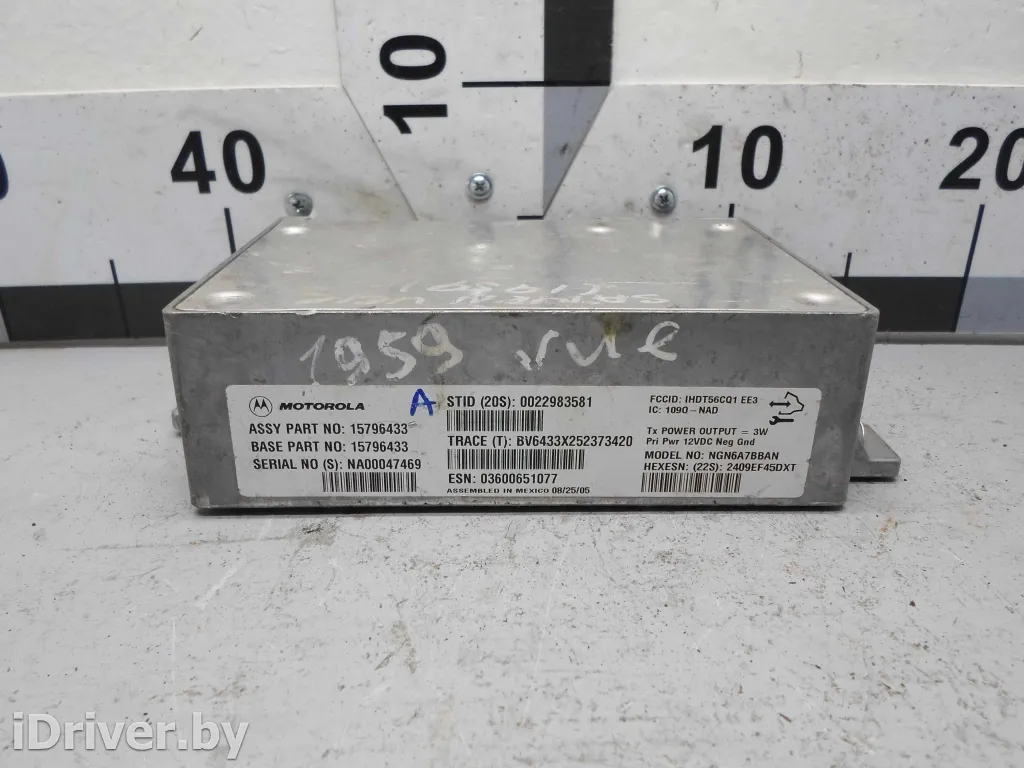 10
40
10
20
1959 vue
MOTOROLA
A
ASSY PART NO: 15796433
BASE PART NO: 15796433
SERIAL NO (S): NA00047469
STID (20S): 0022983581
TRACE (T): BV6433X252373420
ESN: 03600651077
ASSEMBLED IN MEXICO 08/25/05
FCCID: IHDT56CQ1 EE3
IC: 1090-NAD
Tx POWER OUTPUT = 3W
Pri Pwr 12VDC Neg Gnd
MODEL NO: NGN6A7BBAN
HEXESN: (22S): 2409EF45DXT
iDriver.by